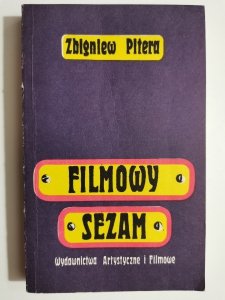 Zbigniew Pitera
FILMOWY
SEZAM
Wydawnictwa Artystyczne i Filmowe